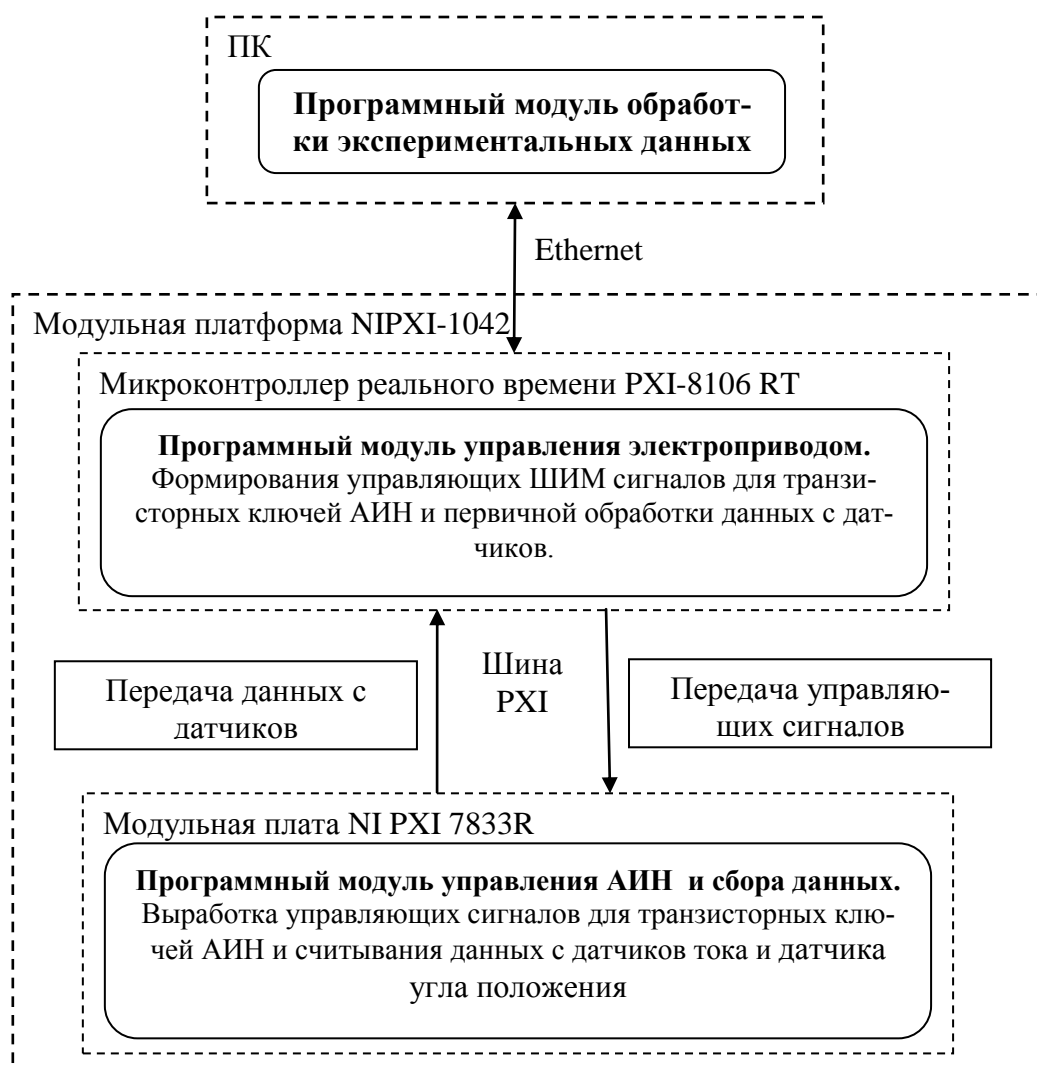 ПК
Программный модуль обработ-
ки экспериментальных данных
Ethernet
Модульная платформа NIPXI-1042
Микроконтроллер реального времени PXI-8106 RT
Программный модуль управления электроприводом.
Формирования управляющих ШИМ сигналов для транзи-
сторных ключей АИН и первичной обработки данных с дат-
чиков.
Передача данных с
датчиков
Шина
PXI
Передача управляю-
щих сигналов
Модульная плата NI PXI 7833R
Программный модуль управления АИН и сбора данных.
Выработка управляющих сигналов для транзисторных клю-
чей АИН и считывания данных с датчиков тока и датчика
угла положения